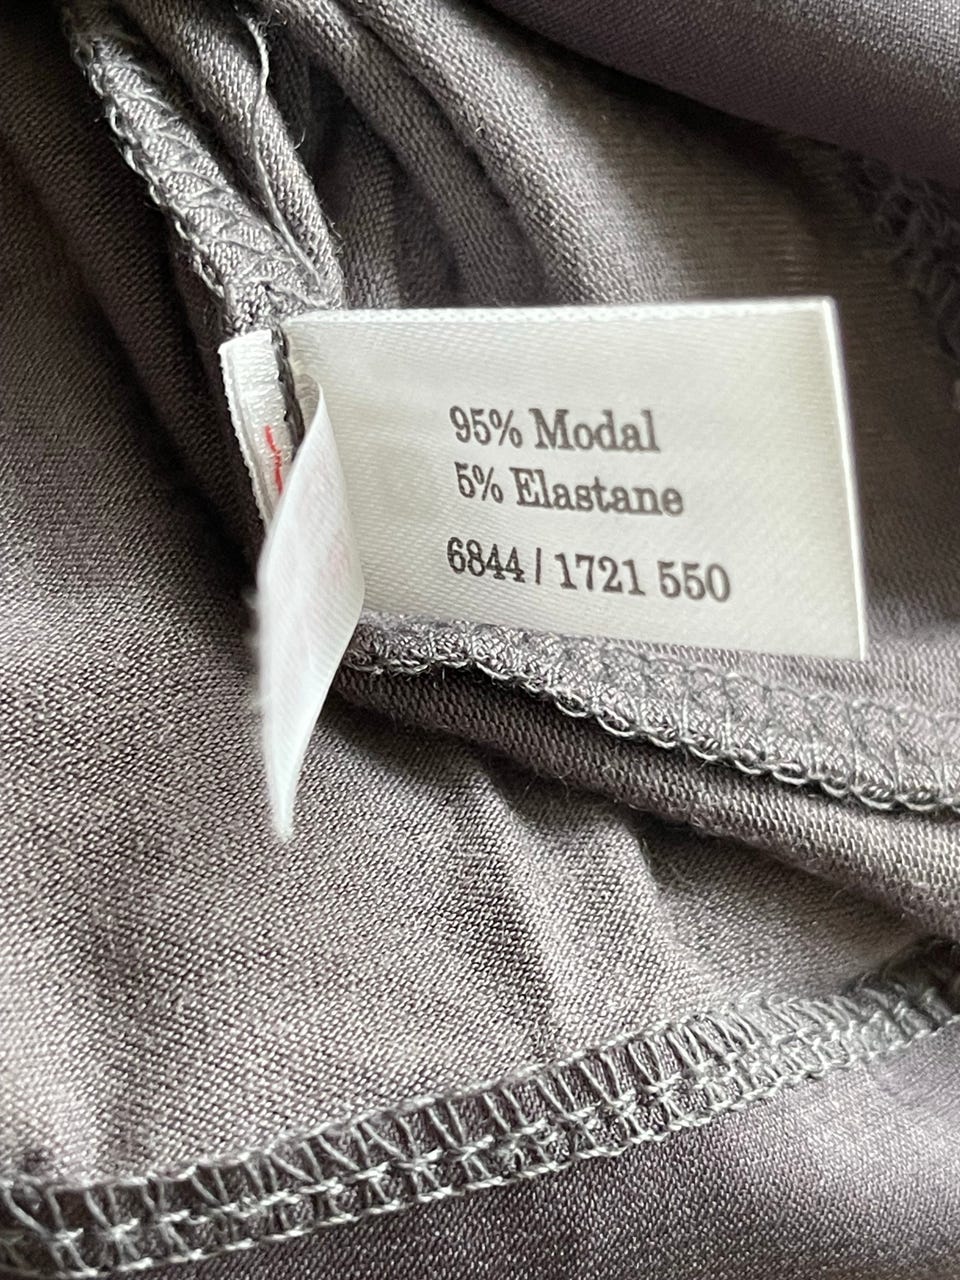 95% Modal
5% Elastane
6844 / 1721 550